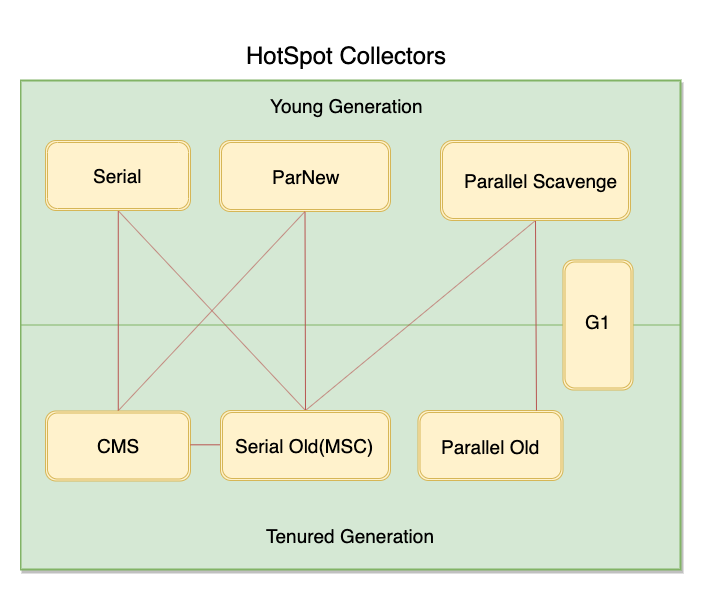 HotSpot Collectors
Young Generation
Serial
ParNew
Parallel Scavenge
G1
CMS
Serial Old(MSC)
Parallel Old
Tenured Generation